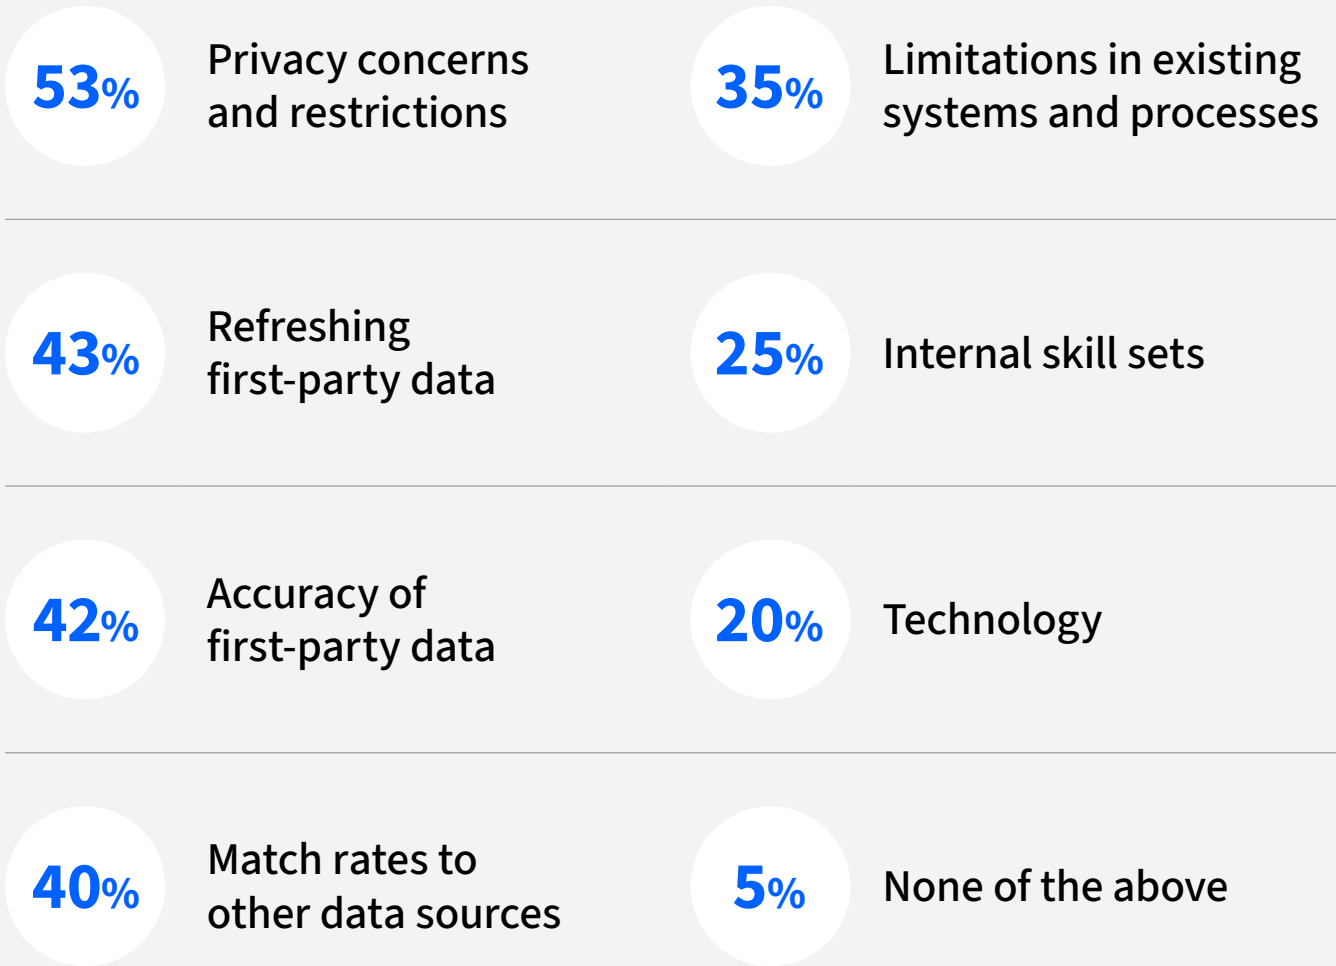 53%
Privacy concerns
and restrictions
35%
Limitations in existing
systems and processes
43%
Refreshing
first-party data
25%
Internal skill sets
42%
Accuracy of
first-party data
20%
Technology
40%
Match rates to
other data sources
5%
None of the above